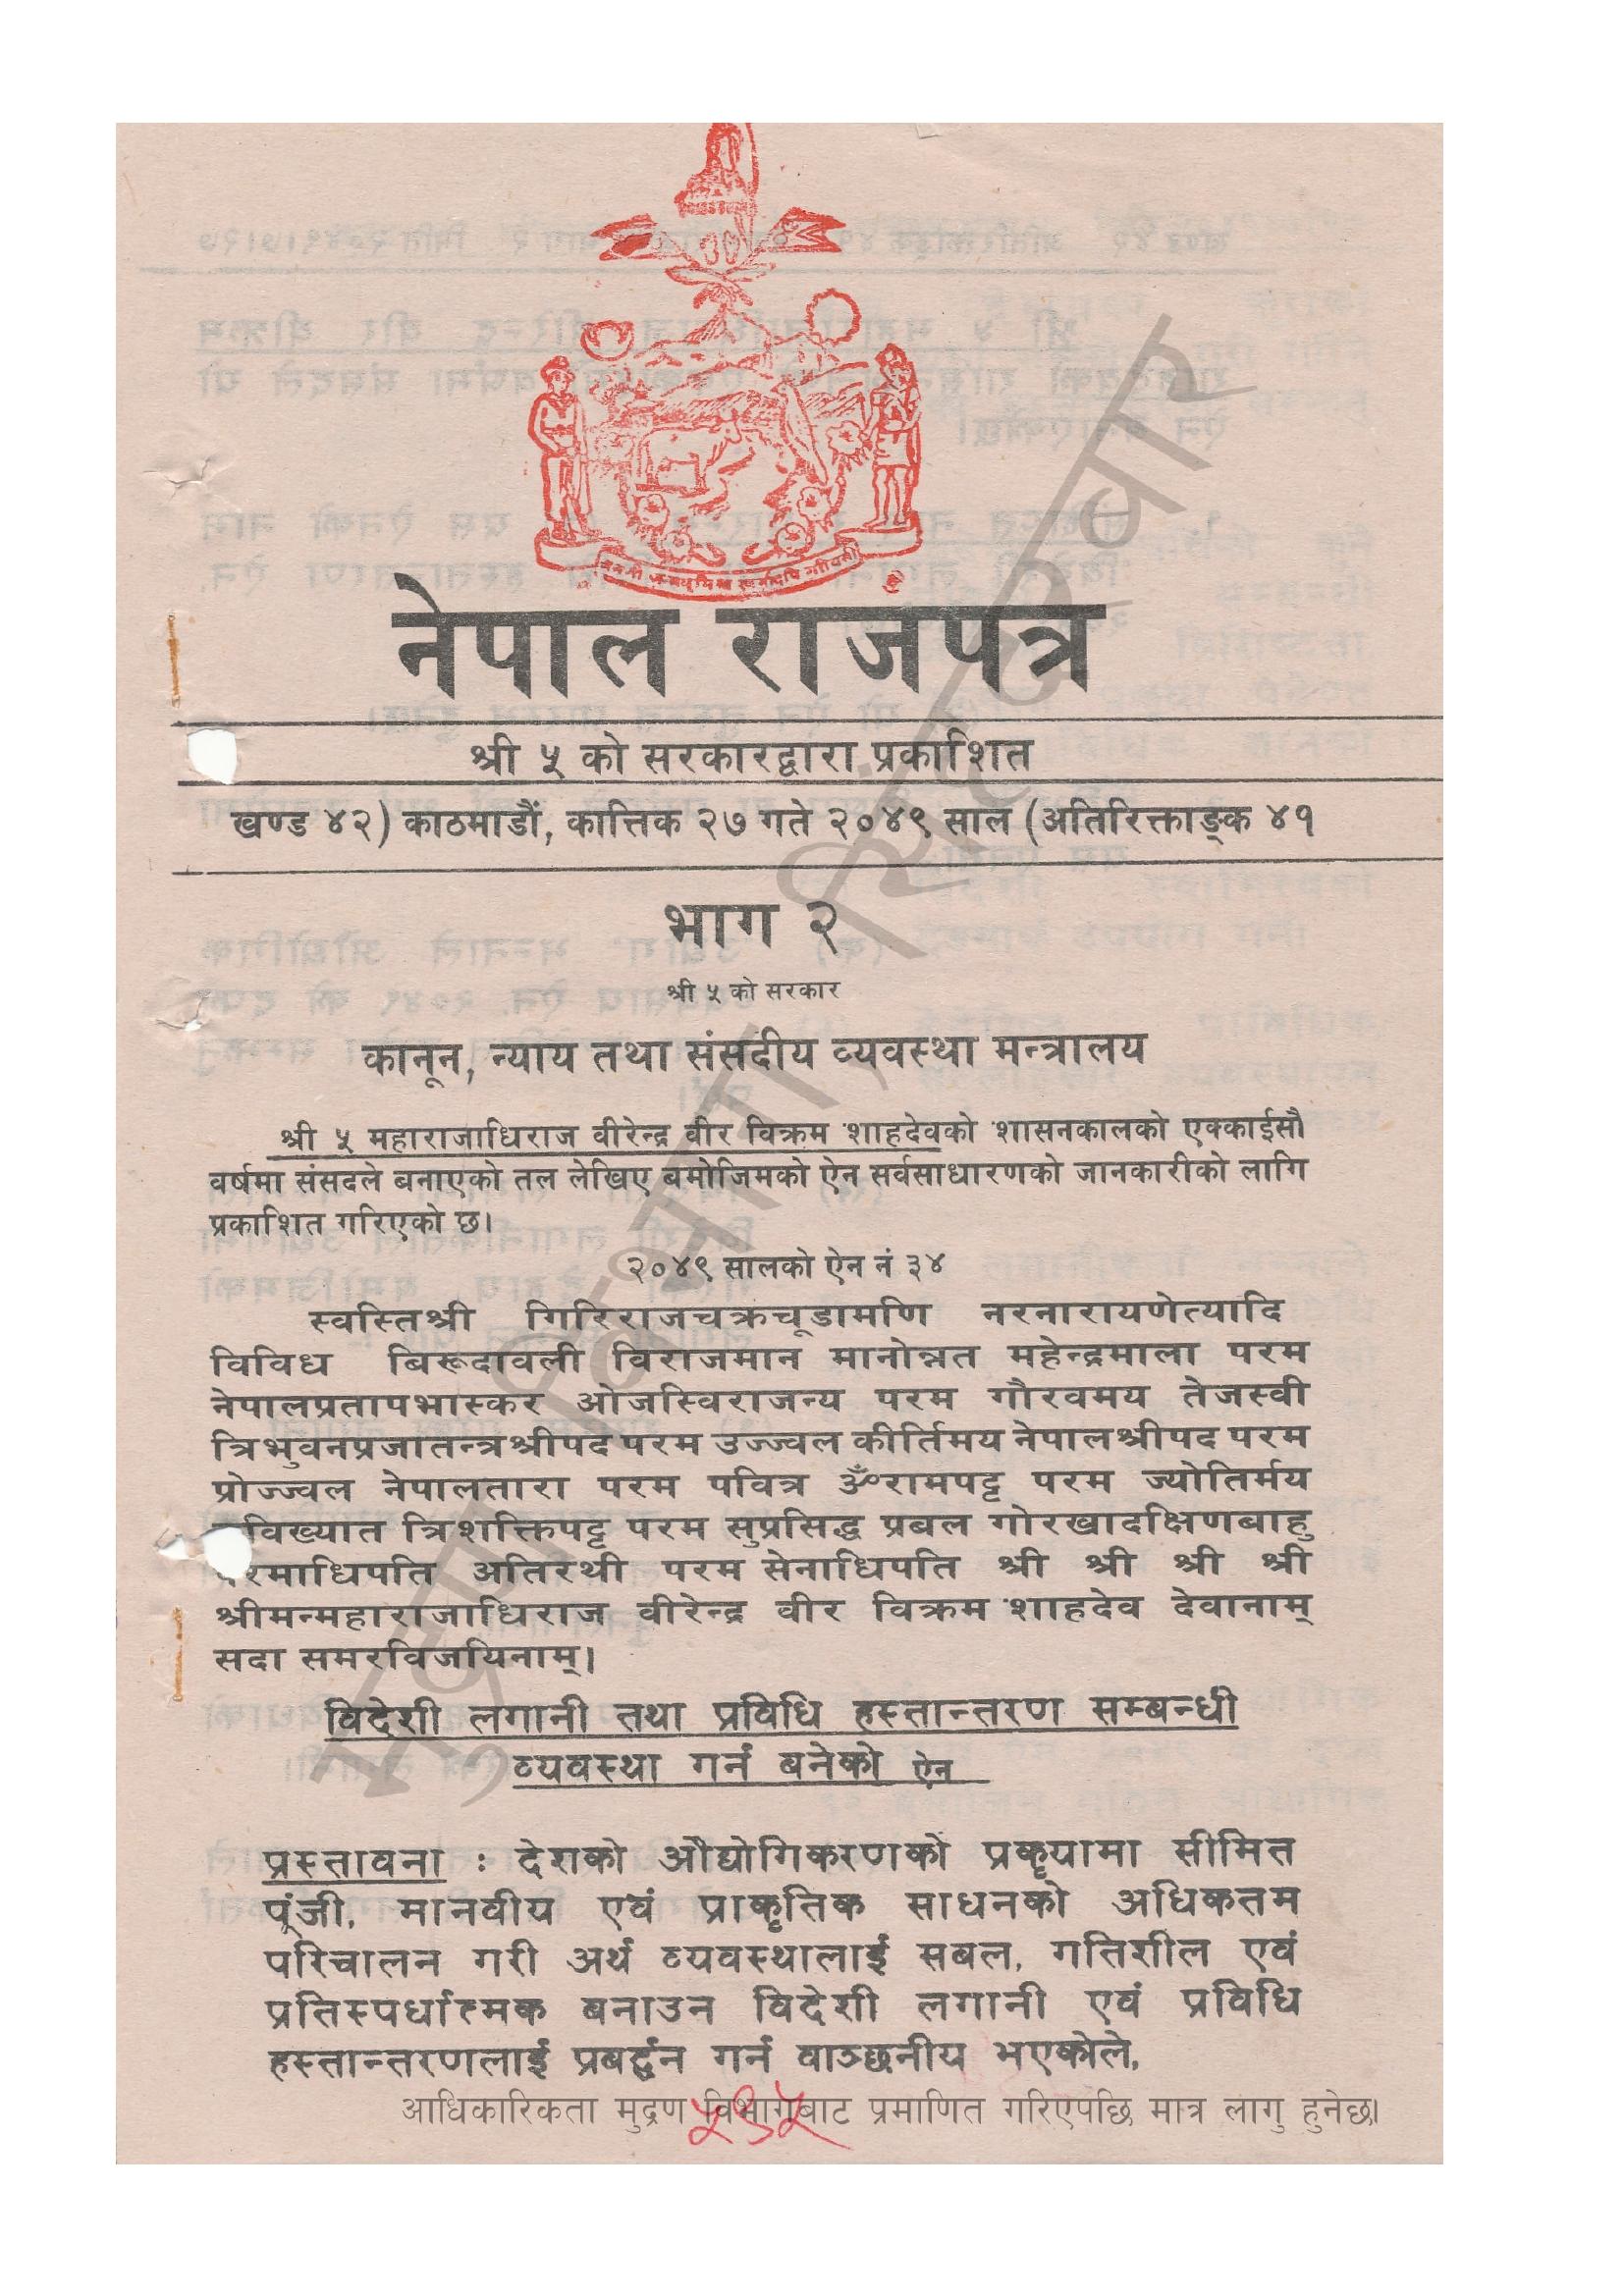 नेपाल राजपत्र
श्री ५ को सरकारद्वारा प्रकाशित
खण्ड ४२) काठमाडौं, कात्तिक २७ गते २०४९ साल (अतिरिक्ताङ्क ४१
भाग २
श्री ५ को सरकार
कानून, न्याय तथा संसदीय व्यवस्था मन्त्रालय
श्री ५ महाराजाधिराज वीरेन्द्र वीर विक्रम शाहदेवको शासनकालको एक्काईसौ
वर्षमा संसदले बनाएको तल लेखिए बमोजिमको ऐन सर्वसाधारणको जानकारीको लागि
प्रकाशित गरिएको छ।
२०४९ सालको ऐन नं ३४
स्वस्तिश्री गिरिराजचक्रचूडामणि नरनारायणेत्यादि
विविध बिरूदावली विराजमान मानोन्नत महेन्द्रमाला परम
नेपालप्रतापभास्कर ओजस्विराजन्य परम गौरवमय तेजस्वी
त्रिभुवनप्रजातन्त्रश्रीपद परम उज्ज्वल कीर्तिमय नेपालश्रीपद परम
प्रोज्ज्वल नेपालतारा परम पवित्र ॐरामपट्ट परम ज्योतिर्मय
त्रिशक्तिपट्ट परम सुप्रसिद्ध प्रबल गोरखादक्षिणबाहु
अतिरथी परम सेनाधिपति श्री श्री श्री श्री
श्रीमन्महाराजाधिराज वीरेन्द्र वीर विक्रम शाहदेव देवानाम्
सदा समरविजयिनाम्।
विदेशी लगानी तथा प्रविधि हस्तान्तरण सम्बन्धी
व्यवस्था गर्न बनेको ऐन
प्रस्तावना : देशको औद्योगिकरणको प्रकृयामा सीमित
पूंजी, मानवीय एवं प्राकृतिक साधनको अधिकतम
परिचालन गरी अर्थ व्यवस्थालाई सबल, गतिशील एवं
प्रतिस्पर्धात्मक बनाउन विदेशी लगानी एवं प्रविधि
हस्तान्तरणलाई प्रबर्द्धन गर्न वाञ्छनीय भएकोले,
आधिकारिकता मुद्रण विभागबाट प्रमाणित गरिएपछि मात्र लागु हुनेछ।
मुद्रण विभाग, सिंहदरवार